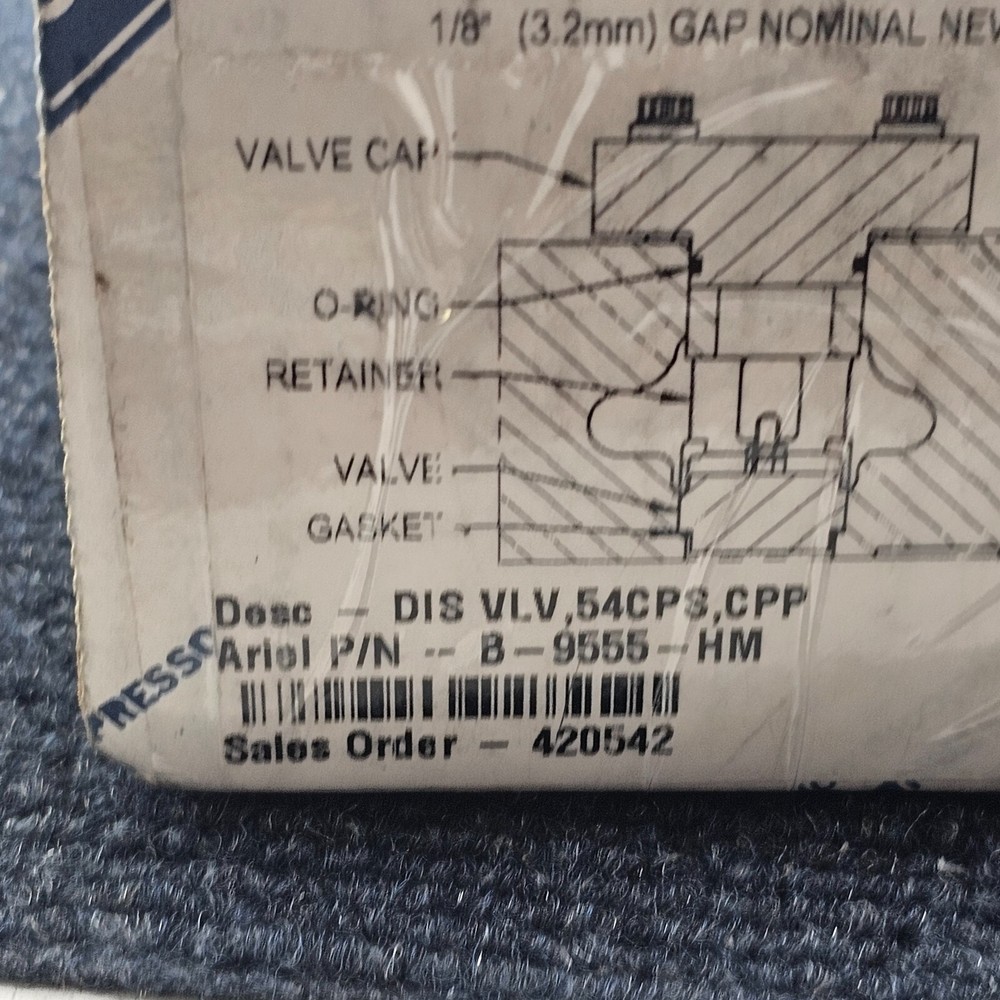 1/8" (3.2mm) GAP NOMINAL NEW
VALVE CAP
O-RING
RETAINER
VALVE
GASKET
Desc - DIS VLV,54CPS,CPP
Ariel P/N - B-9555-HM
PRESSO
Sales Order - 420542